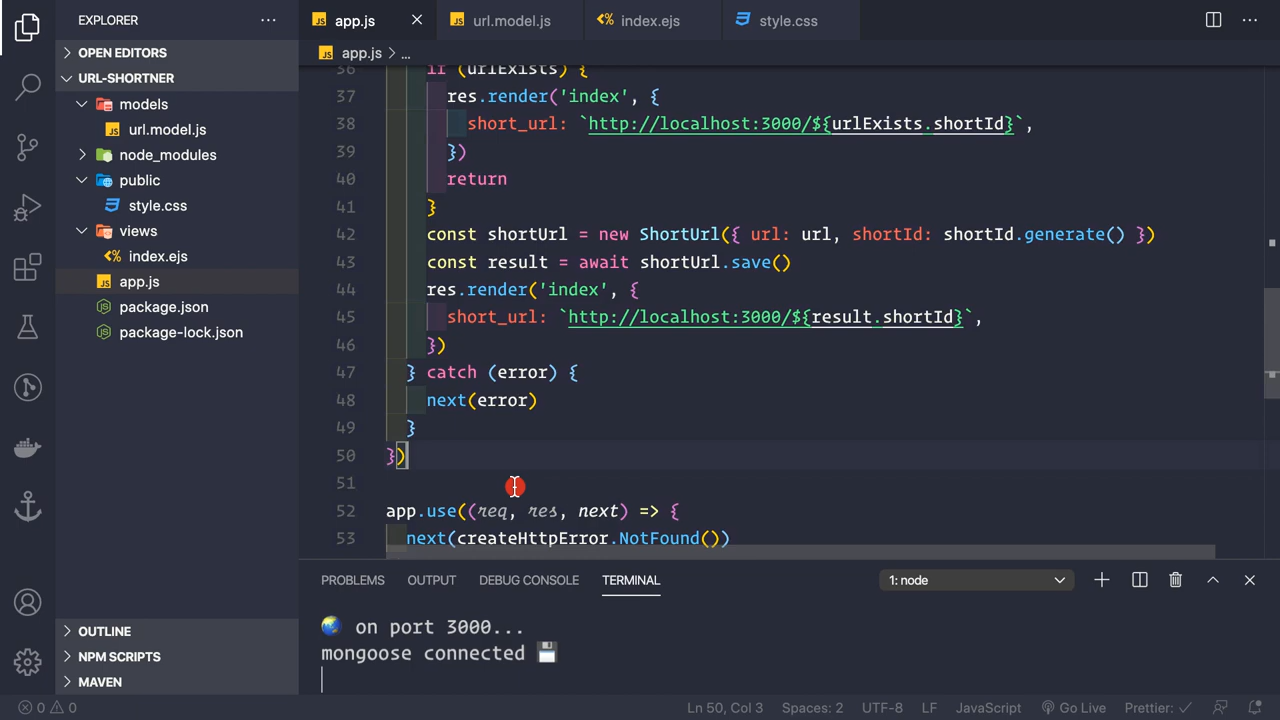 EXPLORER
OPEN EDITORS
URL-SHORTNER
models
url.model.js
node_modules
public
style.css
views
index.ejs
app.js
package.json
package-lock.json
OUTLINE
NPM SCRIPTS
MAVEN
app.js url.model.js index.ejs style.css
app.js > ...
36 if (urlExists) {
37 res.render('index', {
38 short_url: `http://localhost:3000/${urlExists.shortId}`,
39 })
40 return
41 }
42 const shortUrl = new ShortUrl({ url: url, shortId: shortId.generate() })
43 const result = await shortUrl.save()
44 res.render('index', {
45 short_url: `http://localhost:3000/${result.shortId}`,
46 })
47 } catch (error) {
48 next(error)
49 }
50 })
51
52 app.use((req, res, next) => {
53 next(createHttpError.NotFound())
PROBLEMS OUTPUT DEBUG CONSOLE TERMINAL 1: node
🌏 on port 3000...
mongoose connected 💾
0 0 Ln 50, Col 3 Spaces: 2 UTF-8 LF JavaScript Go Live Prettier: ✓